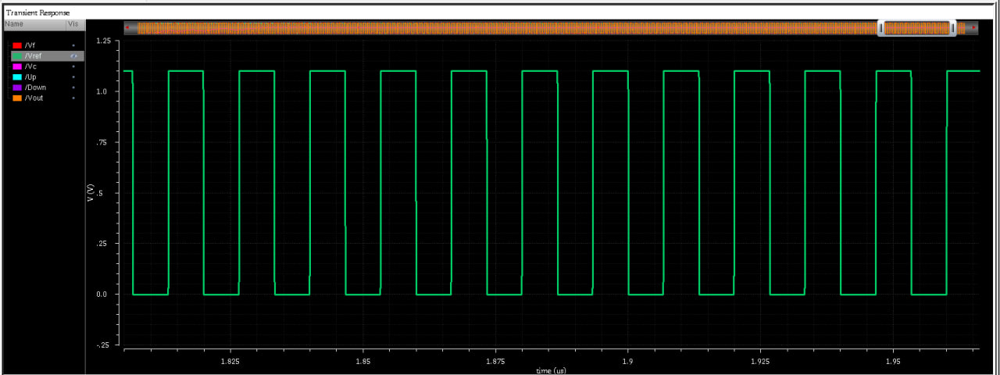 Transient Response
Name Vis
/Vf
/Vref
/Vc
/Up
/Down
/Vout
1.25
1.0
.75
.5
.25
0.0
-.25
V (V)
1.825 1.85 1.875 1.9 1.925 1.95
time (us)